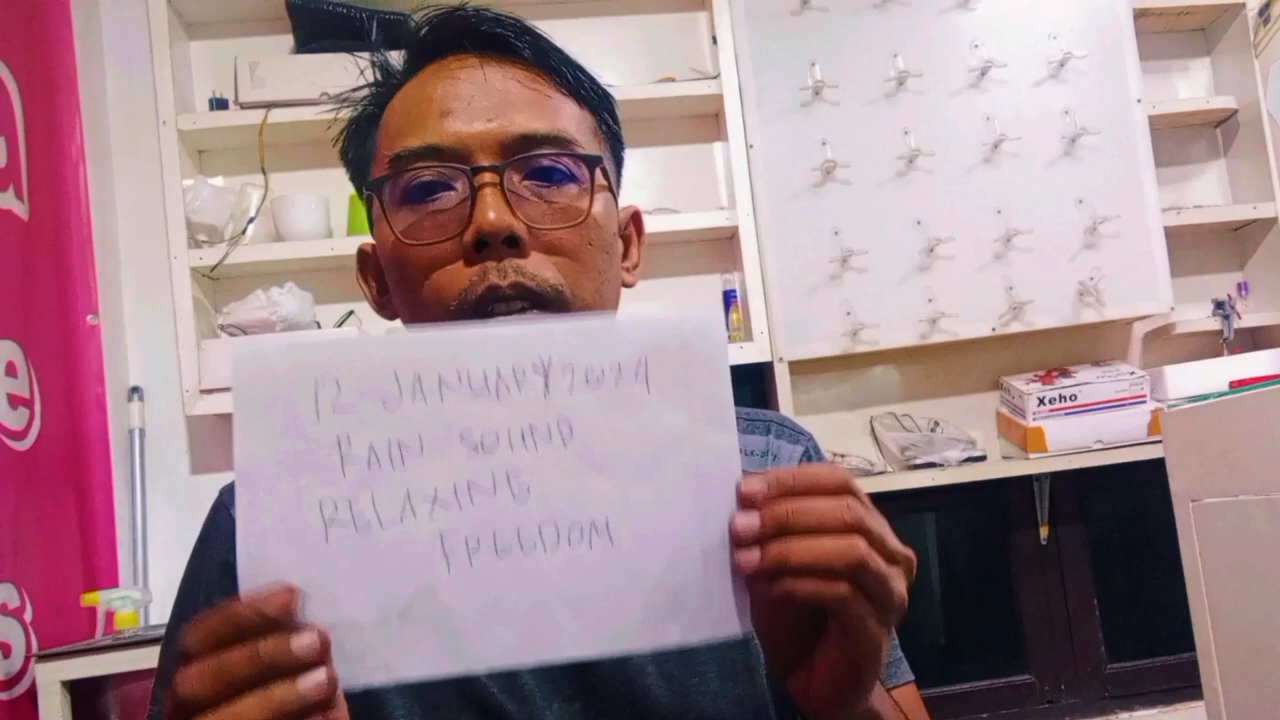 12 JANUARY 2024
RAIN SOUND
RELAXING
FREEDOM
Xeho
a
e
s